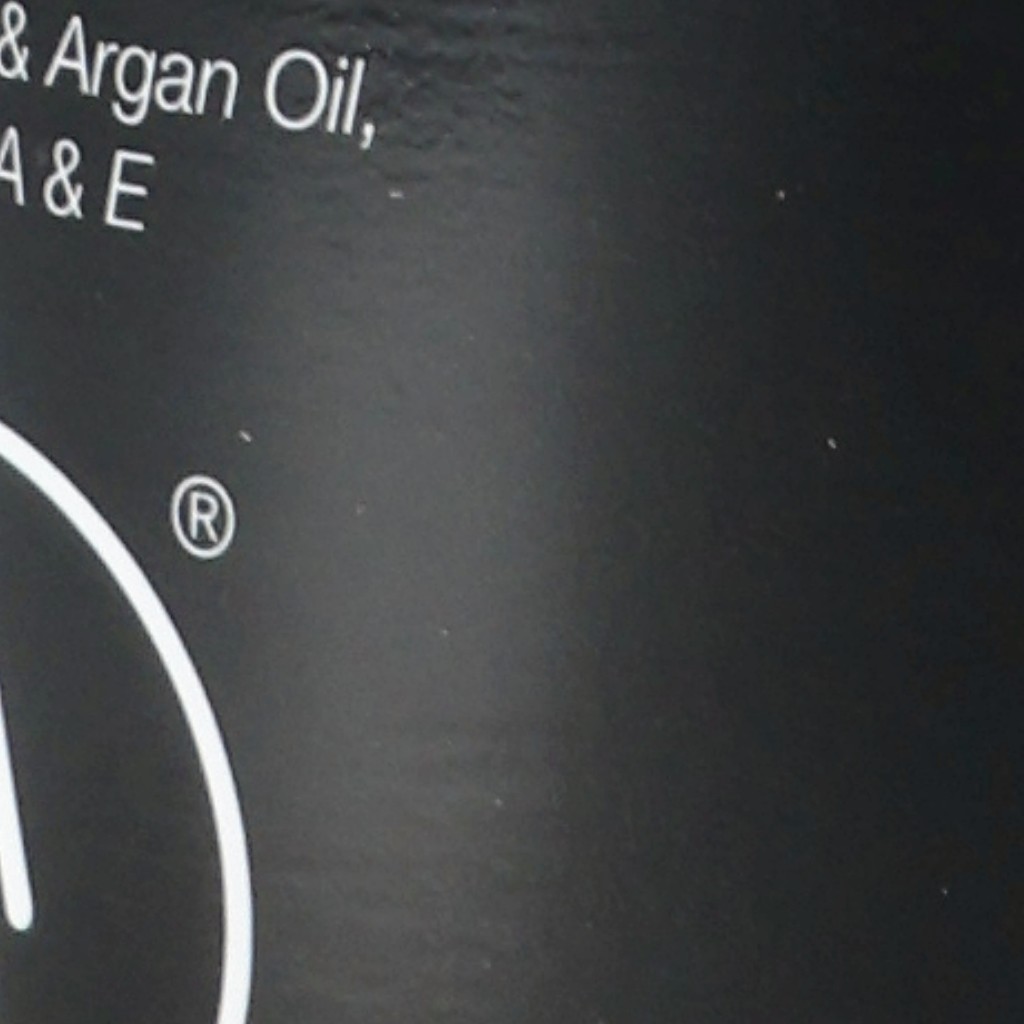 & Argan Oil,
A & E
®